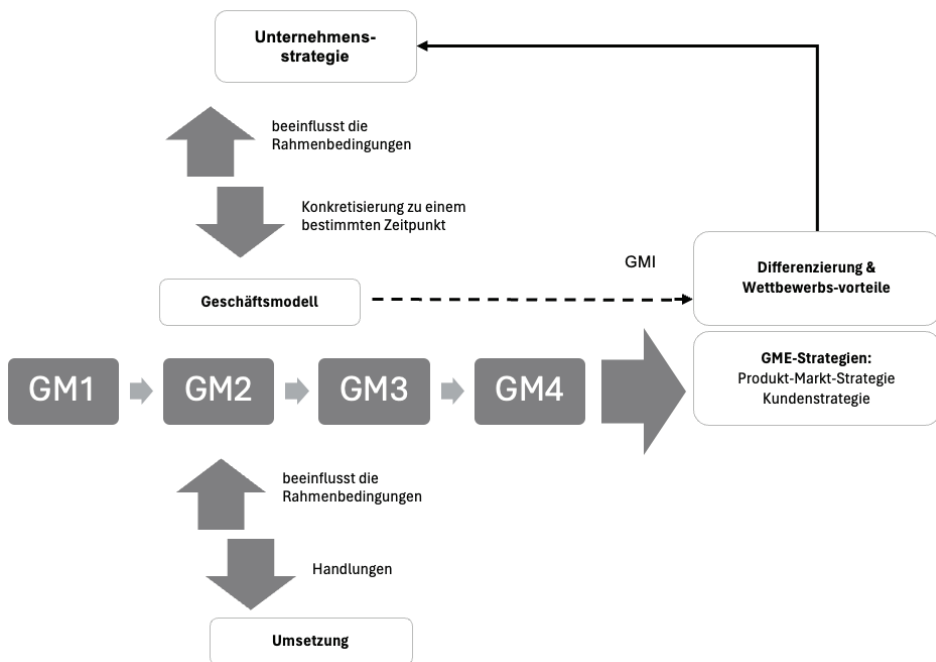 Unternehmens-
strategie
beeinflusst die
Rahmenbedingungen
Konkretisierung zu einem
bestimmten Zeitpunkt
GMI
Differenzierung &
Wettbewerbs-vorteile
Geschäftsmodell
GM1
GM2
GM3
GM4
GME-Strategien:
Produkt-Markt-Strategie
Kundenstrategie
beeinflusst die
Rahmenbedingungen
Handlungen
Umsetzung